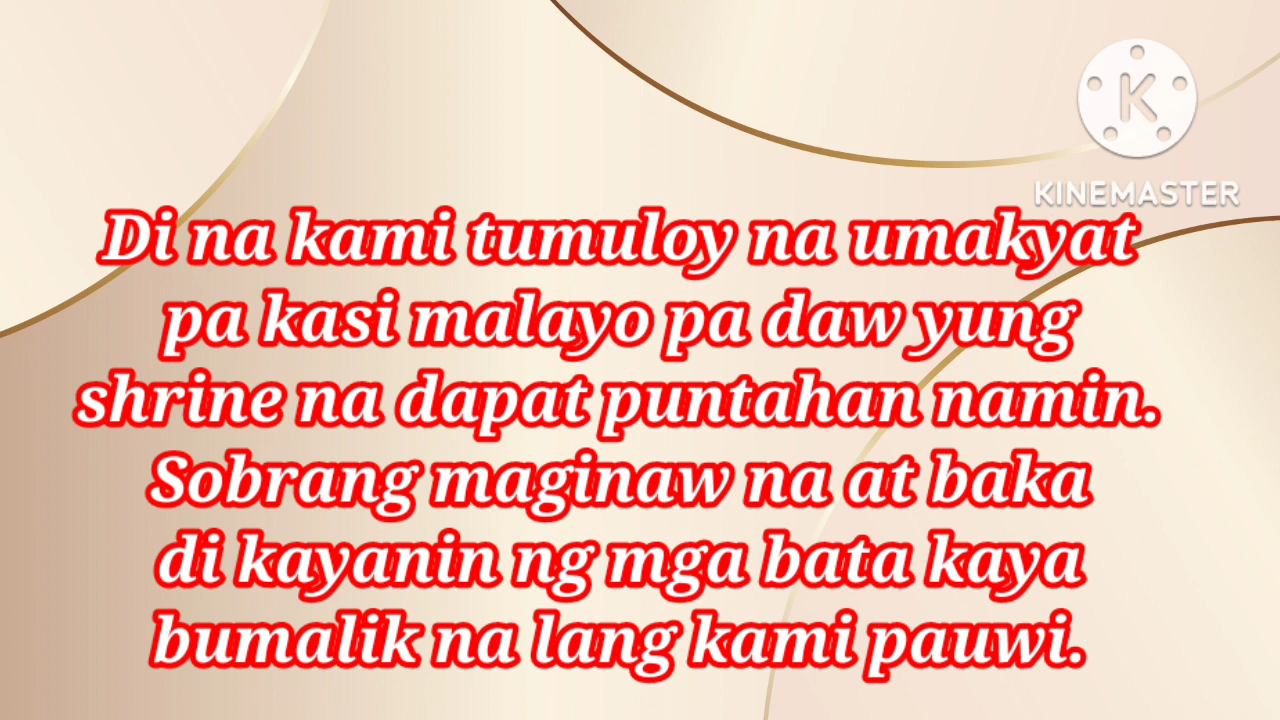 KINEMASTER
Di na kami tumuloy na umakyat
pa kasi malayo pa daw yung
shrine na dapat puntahan namin.
Sobrang maginaw na at baka
di kayanin ng mga bata kaya
bumalik na lang kami pauwi.